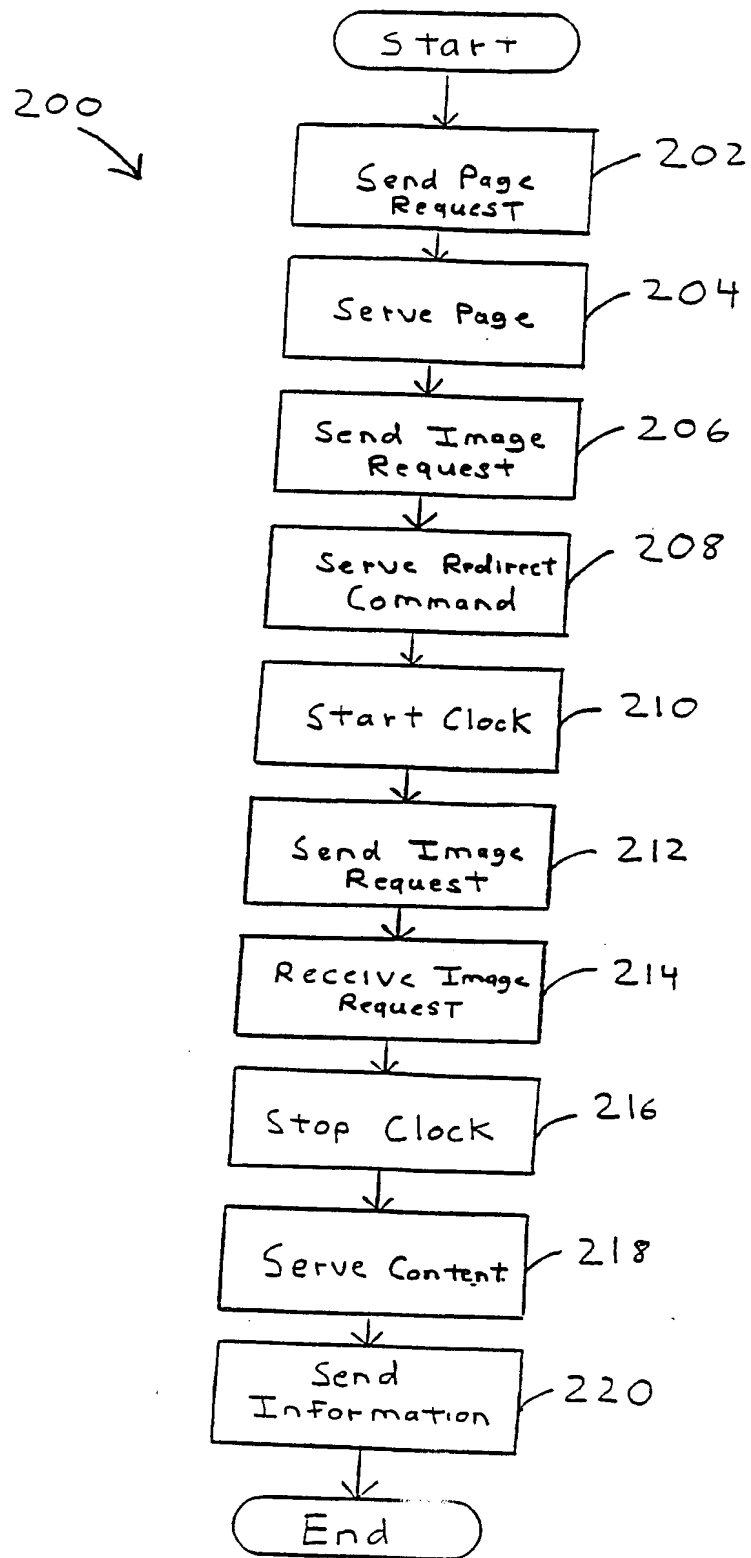 Start
200
Send Page
Request
202
Serve Page
204
Send Image
Request
206
Serve Redirect
Command
208
Start Clock
210
Send Image
Request
212
Receive Image
Request
214
Stop Clock
216
Serve Content
218
Send
Information
220
End